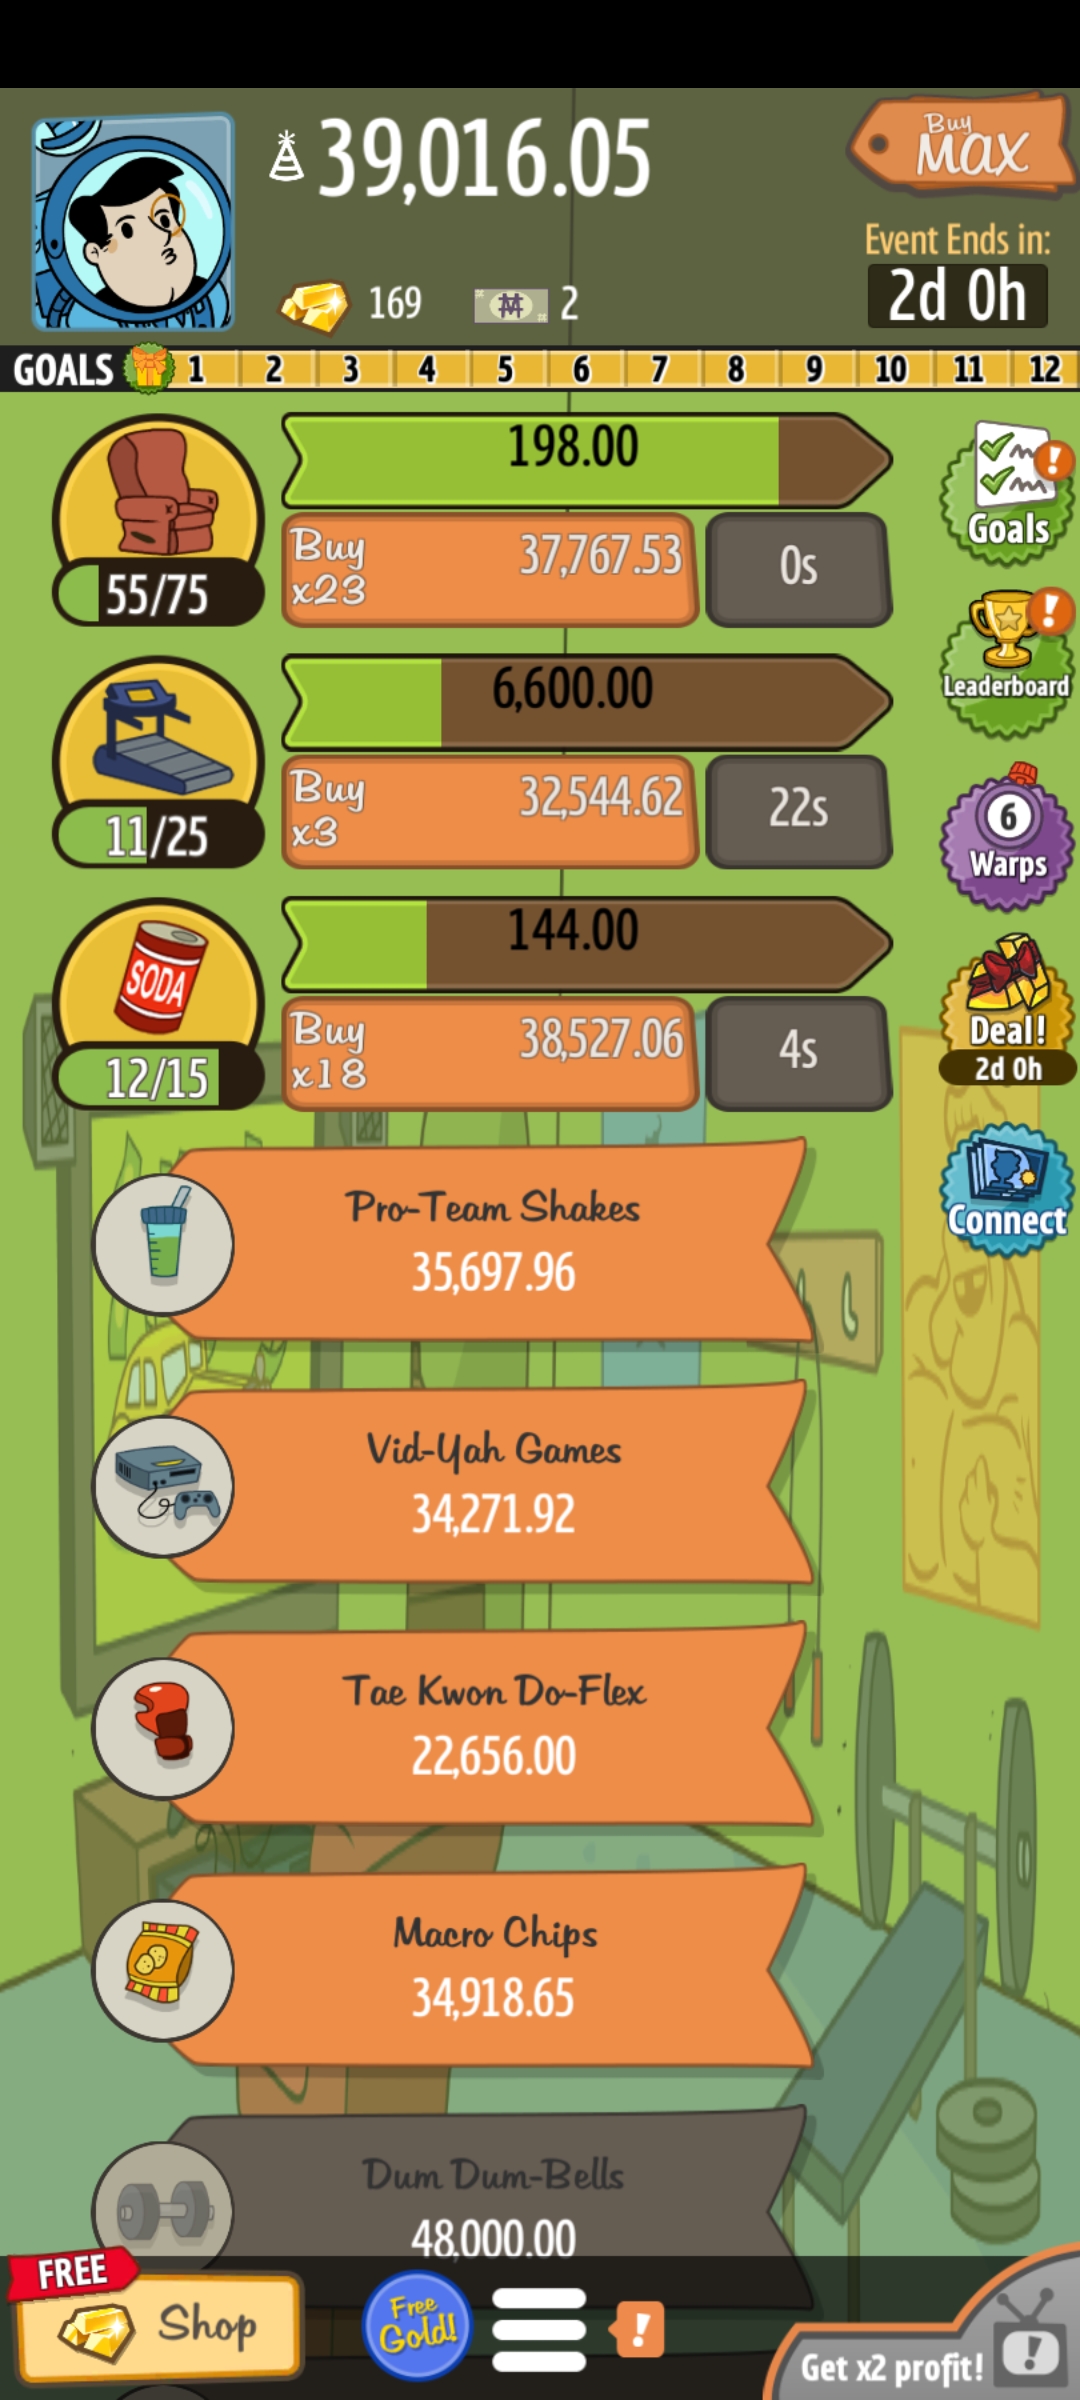 39,016.05
Buy
MAX
169
2
Event Ends in:
2d 0h
GOALS 1 2 3 4 5 6 7 8 9 10 11 12
198.00
Buy
x23
37,767.53
0s
55/75
Goals
6,600.00
Buy
x3
32,544.62
22s
11/25
Leaderboard
6
Warps
SODA
144.00
Buy
x18
38,527.06
4s
12/15
Deal!
2d 0h
Pro-Team Shakes
35,697.96
Connect
Vid-Yah Games
34,271.92
Tae Kwon Do-Flex
22,656.00
Macro Chips
34,918.65
Dum Dum-Bells
48,000.00
FREE
Shop
Free
Gold!
!
Get x2 profit!